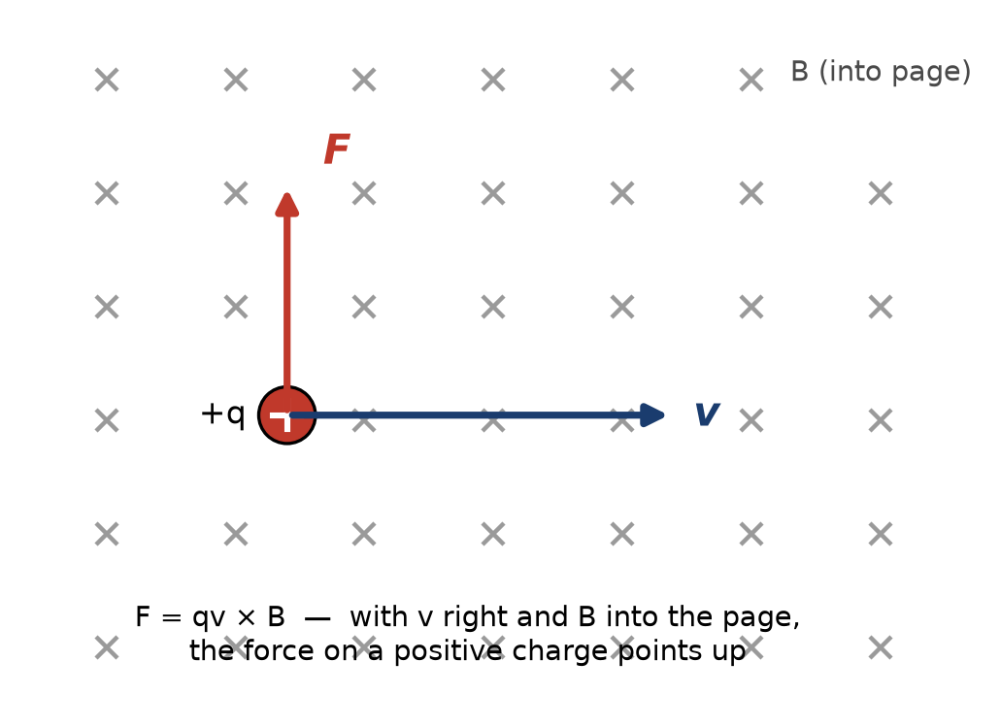 B (into page)
F
+q
v
F = qv × B — with v right and B into the page,
the force on a positive charge points up